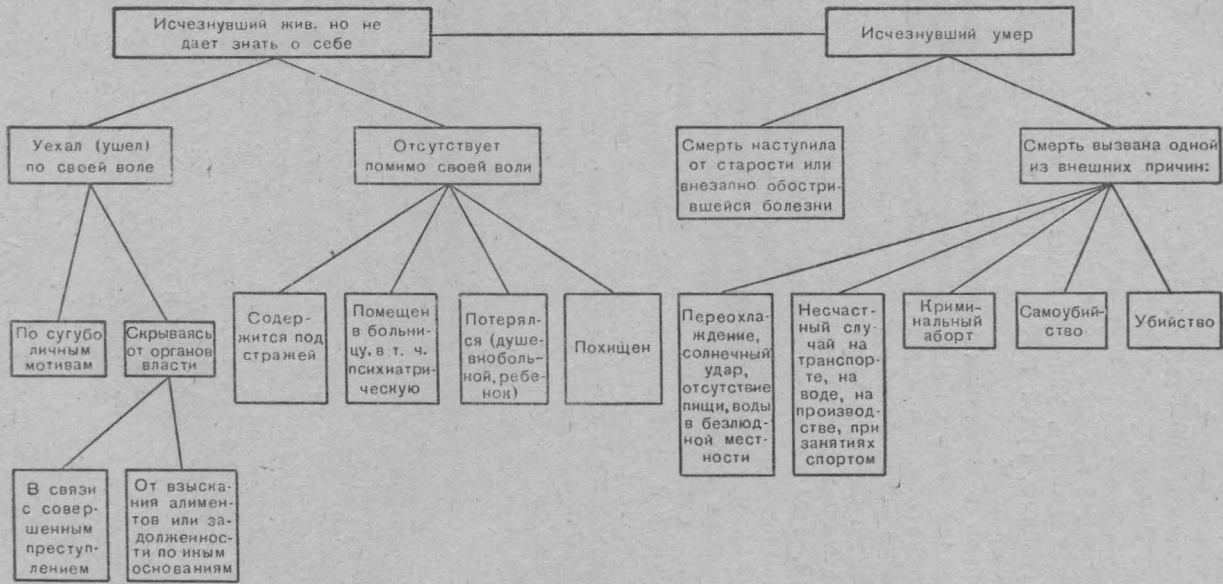 Исчезнувший жив. но не
дает знать о себе
Исчезнувший умер
Уехал (ушел)
по своей воле
Отсутствует
помимо своей воли
Смерть наступила
от старости или
внезапно обостри-
вшейся болезни
Смерть вызвана одной
из внешних причин:
По сугубо
личным
мотивам
Скрываясь
от органов
власти
Содер-
жится под
стражей
Помещен
в больни-
цу, в т. ч.
психиатри-
ческую
Потерял-
ся (душе-
вноболь-
ной, ребе-
нок)
Похищен
Переохла-
ждение,
солнечный
удар,
отсутствие
пищи, воды
в безлюд-
ной мест-
ности
Несчаст-
ный слу-
чай на
транспор-
те, на
воде, на
производ-
стве, при
занятиях
спортом
Крими-
нальный
аборт
Самоубий-
ство
Убийство
В связи
с совер-
шенным
преступ-
лением
От взыска-
ния алимен-
тов или за-
долженнос-
ти по иным
основаниям